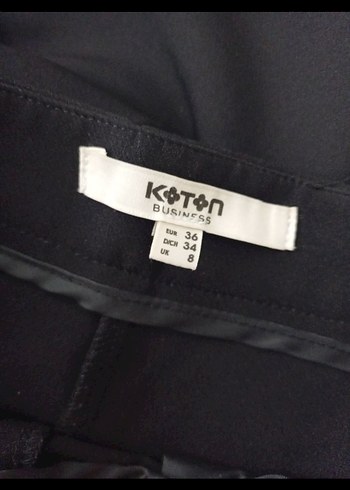 KOTON
BUSINESS
EUR 36
D/CH 34
UK 8